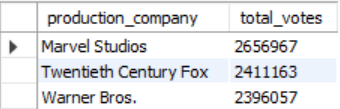 production_company total_votes
Marvel Studios 2656967
Twentieth Century Fox 2411163
Warner Bros. 2396057